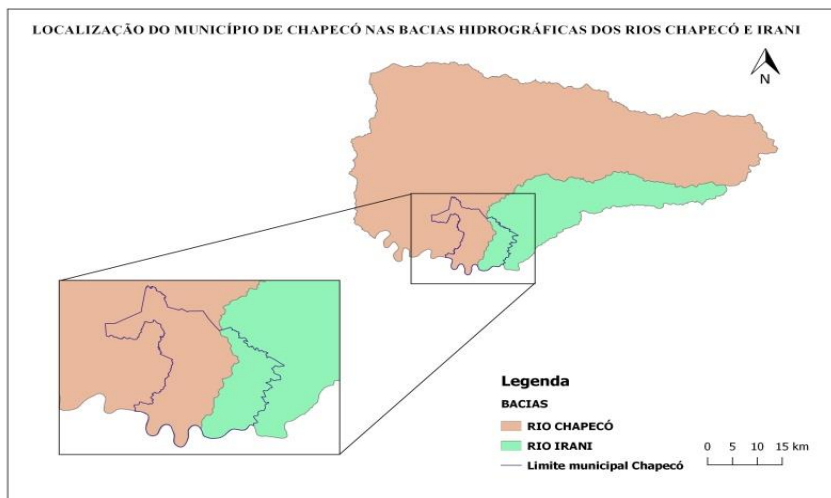 LOCALIZAÇÃO DO MUNICÍPIO DE CHAPECÓ NAS BACIAS HIDROGRÁFICAS DOS RIOS CHAPECÓ E IRANI
N
Legenda
BACIAS
RIO CHAPECÓ
RIO IRANI
Limite municipal Chapecó
0 5 10 15 km